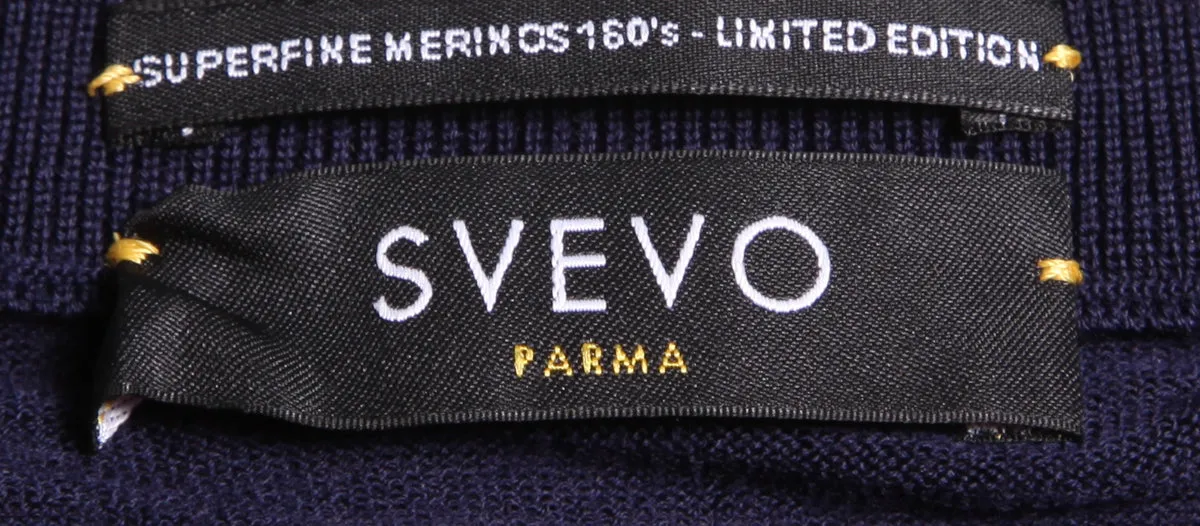 SUPERFINE MERINOS 160's - LIMITED EDITION
SVEVO
PARMA